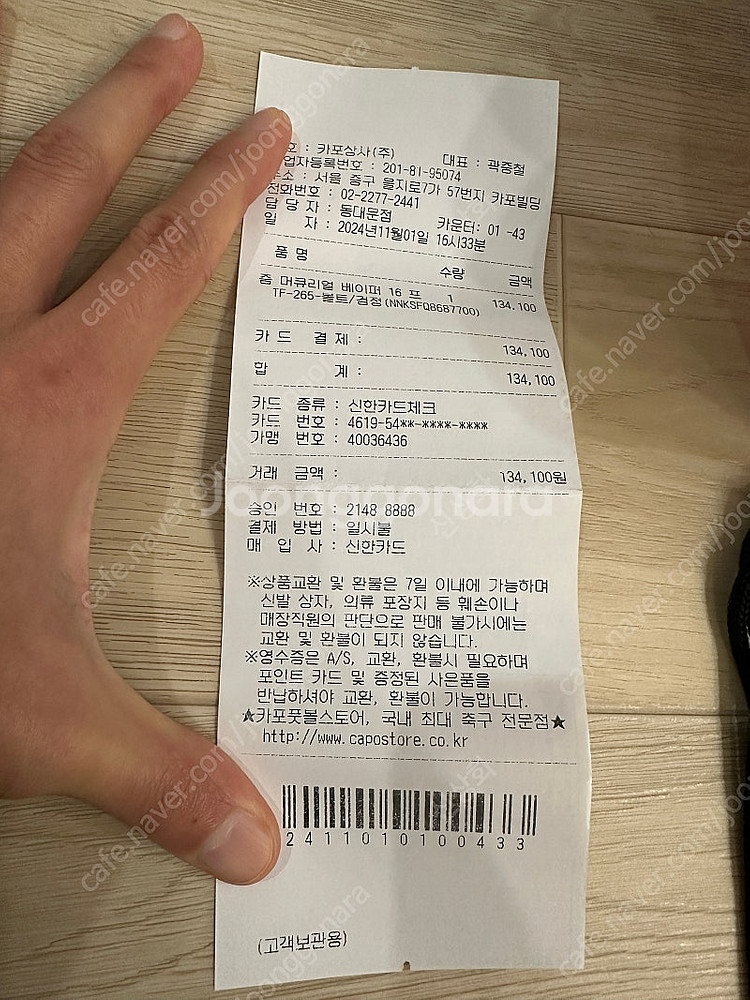 호 : 카포상사(주) 대표 : 곽중철
업자등록번호 : 201-81-95074
주소 : 서울 중구 을지로7가 57번지 카포빌딩
전화번호 : 02-2277-2441
담 당 자 : 동대문점 카운터: 01 -43
일 자 : 2024년11월01일 16시33분
품 명 수량 금액
줌 머큐리얼 베이퍼 16 프 1 134,100
TF-265-볼트/검정(NNKSFQ8687700)
카 드 결 제 : 134,100
합 계 : 134,100
카드 종류 : 신한카드체크
카드 번호 : 4619-54**-****-****
가맹 번호 : 40036436
거래 금액 : 134,100원
승인 번호 : 2148 8888
결제 방법 : 일시불
매 입 사 : 신한카드
※상품교환 및 환불은 7일 이내에 가능하며
신발 상자, 의류 포장지 등 훼손이나
매장직원의 판단으로 판매 불가시에는
교환 및 환불이 되지 않습니다.
※영수증은 A/S, 교환, 환불시 필요하며
포인트 카드 및 증정된 사은품을
반납하셔야 교환, 환불이 가능합니다.
★카포풋볼스토어, 국내 최대 축구 전문점★
http://www.capostore.co.kr
2411010100433
(고객보관용)
Joonggonara
cafe.naver.com/joonggonara